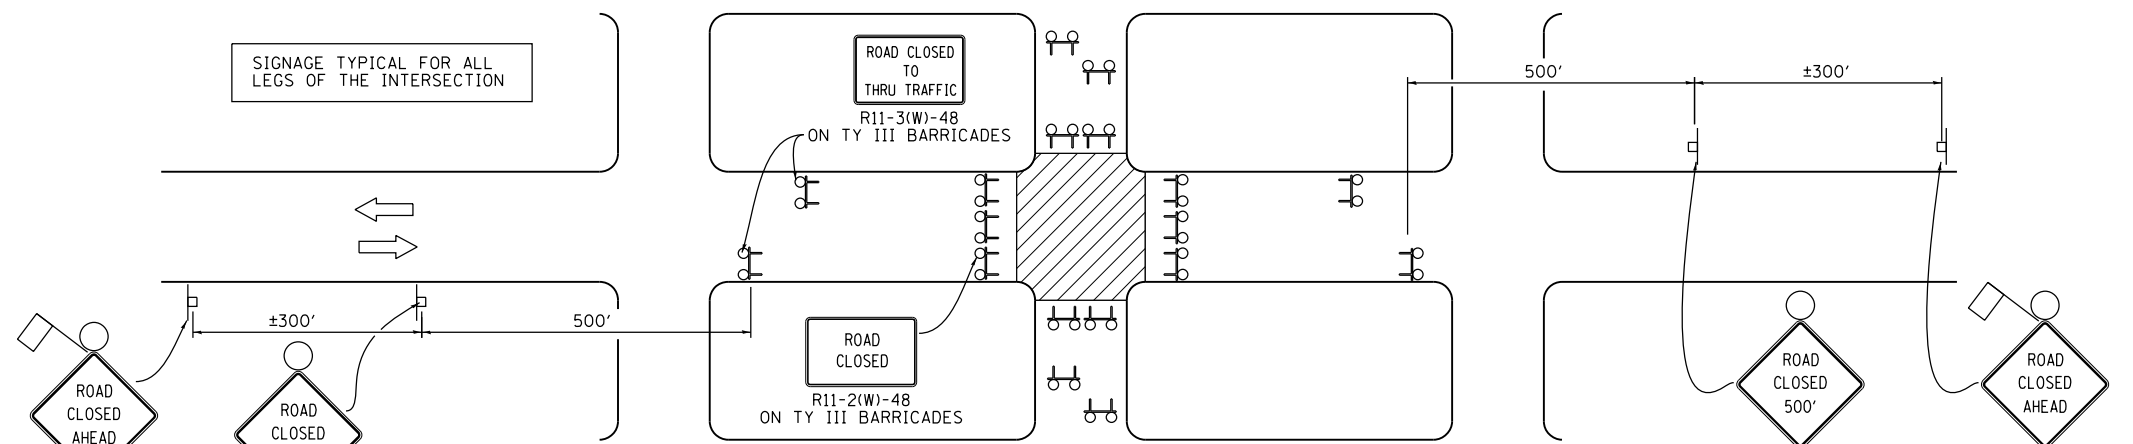 SIGNAGE TYPICAL FOR ALL
LEGS OF THE INTERSECTION
ROAD CLOSED
TO
THRU TRAFFIC
R11-3(W)-48
ON TY III BARRICADES
500'
±300'
±300'
500'
ROAD
CLOSED
AHEAD
ROAD
CLOSED
ROAD
CLOSED
R11-2(W)-48
ON TY III BARRICADES
ROAD
CLOSED
500'
ROAD
CLOSED
AHEAD